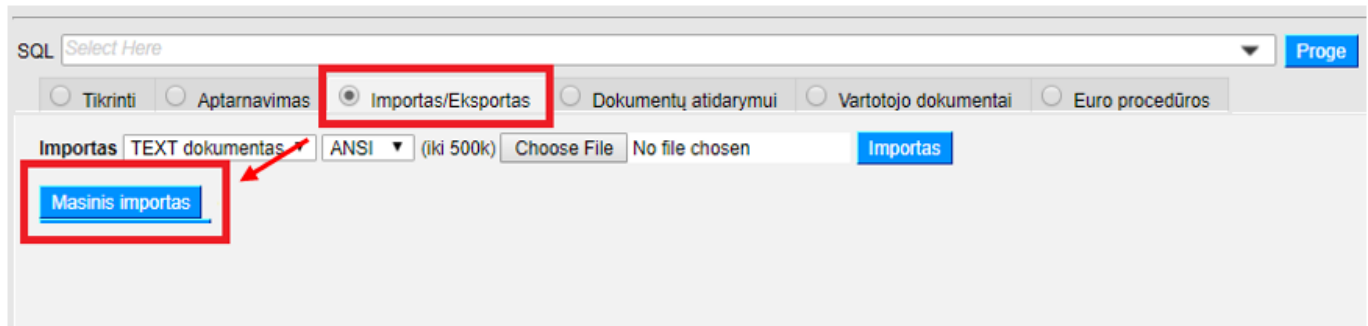 SQL Select Here Proge
Tikrinti Aptarnavimas Importas/Eksportas Dokumentų atidarymui Vartotojo dokumentai Euro procedūros
Importas TEXT dokumentas ANSI (iki 500k) Choose File No file chosen Importas
Masinis importas